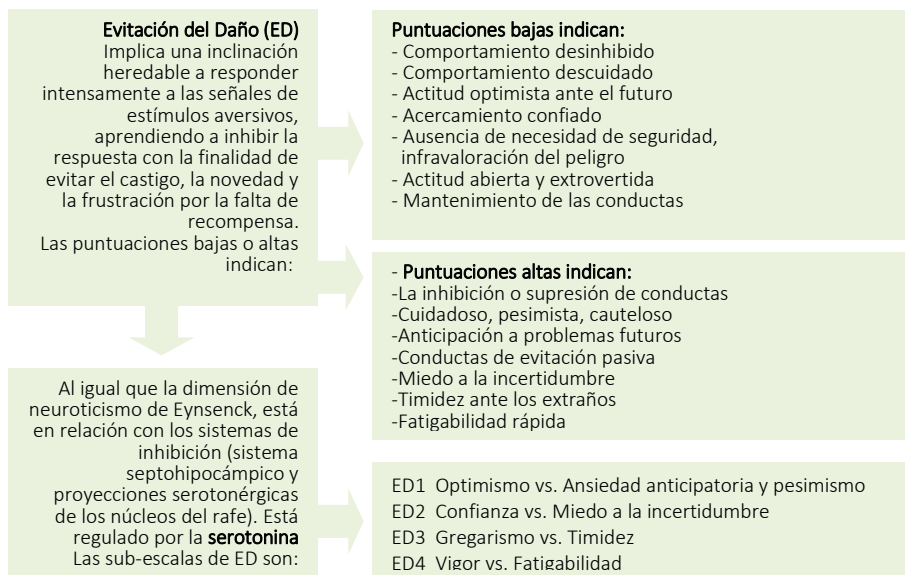 Evitación del Daño (ED)
Implica una inclinación
heredable a responder
intensamente a las señales de
estímulos aversivos,
aprendiendo a inhibir la
respuesta con la finalidad de
evitar el castigo, la novedad y
la frustración por la falta de
recompensa.
Las puntuaciones bajas o altas
indican:
Puntuaciones bajas indican:
- Comportamiento desinhibido
- Comportamiento descuidado
- Actitud optimista ante el futuro
- Acercamiento confiado
- Ausencia de necesidad de seguridad,
infravaloración del peligro
- Actitud abierta y extrovertida
- Mantenimiento de las conductas
- Puntuaciones altas indican:
-La inhibición o supresión de conductas
-Cuidadoso, pesimista, cauteloso
-Anticipación a problemas futuros
-Conductas de evitación pasiva
-Miedo a la incertidumbre
-Timidez ante los extraños
-Fatigabilidad rápida
Al igual que la dimensión de
neuroticismo de Eynsenck, está
en relación con los sistemas de
inhibición (sistema
septohipocámpico y
proyecciones serotonérgicas
de los núcleos del rafe). Está
regulado por la serotonina
Las sub-escalas de ED son:
ED1 Optimismo vs. Ansiedad anticipatoria y pesimismo
ED2 Confianza vs. Miedo a la incertidumbre
ED3 Gregarismo vs. Timidez
ED4 Vigor vs. Fatigabilidad